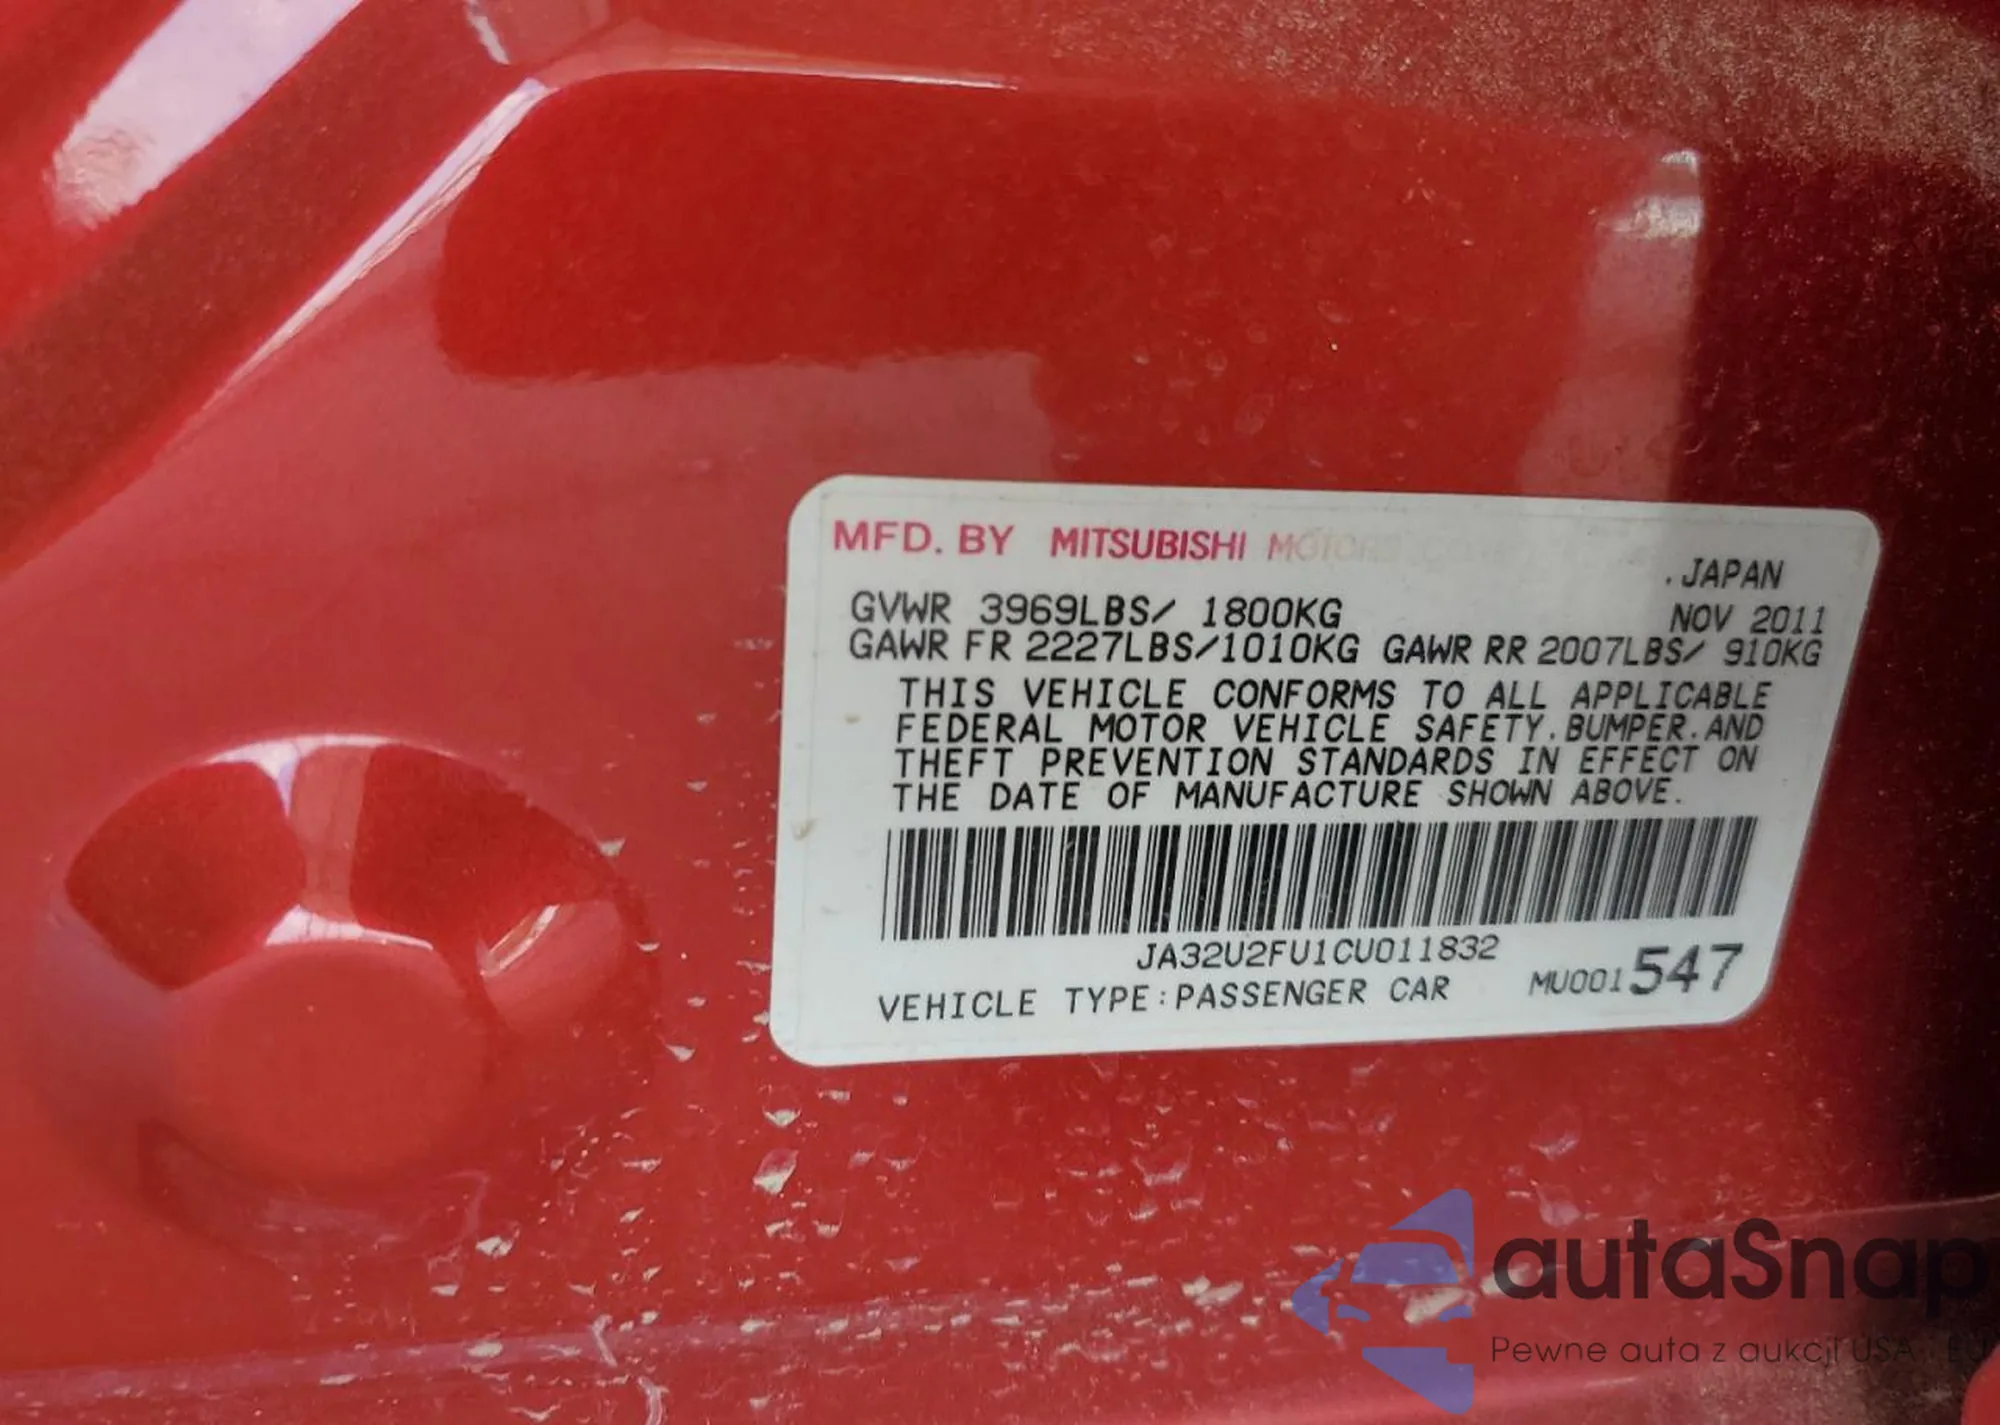 MFD. BY MITSUBISHI MOTORS
.JAPAN
GVWR 3969LBS/ 1800KG NOV 2011
GAWR FR 2227LBS/1010KG GAWR RR 2007LBS/ 910KG
THIS VEHICLE CONFORMS TO ALL APPLICABLE
FEDERAL MOTOR VEHICLE SAFETY.BUMPER.AND
THEFT PREVENTION STANDARDS IN EFFECT ON
THE DATE OF MANUFACTURE SHOWN ABOVE.
JA32U2FU1CU011832
VEHICLE TYPE:PASSENGER CAR MU001547
autaSnap
Pewne auta z aukcji USA i EU